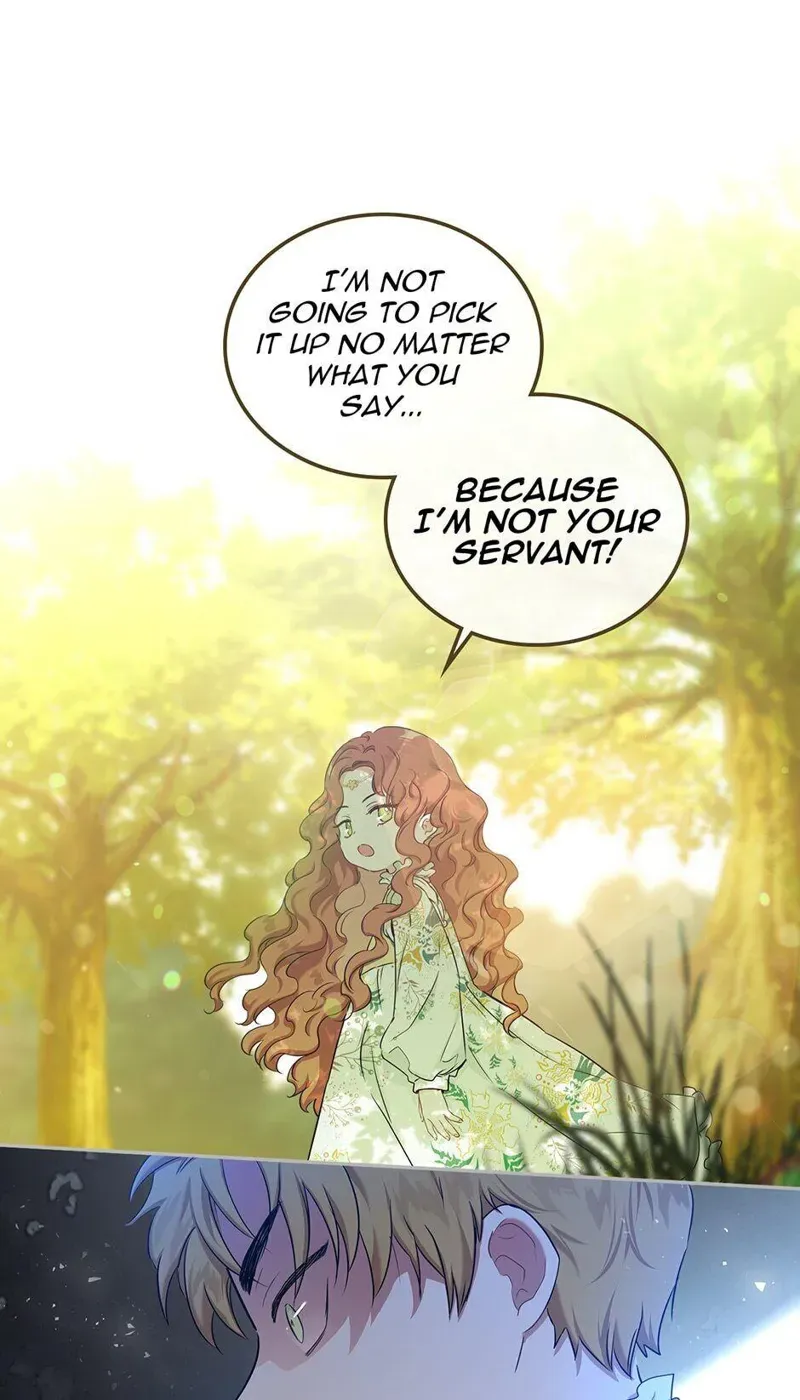 I'M NOT
GOING TO PICK
IT UP NO MATTER
WHAT YOU
SAY...
BECAUSE
I'M NOT YOUR
SERVANT!